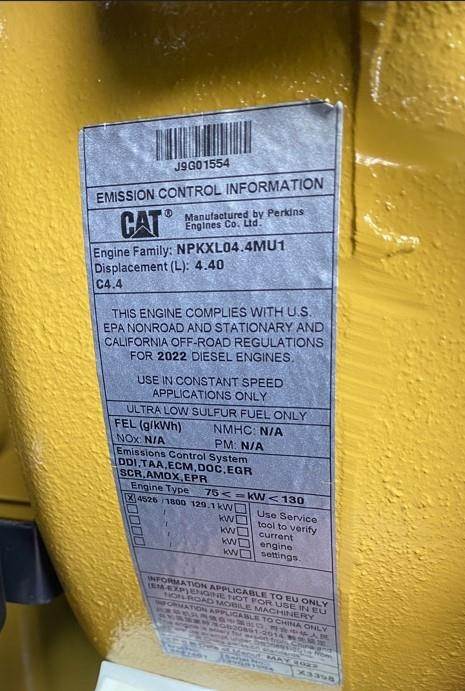 J9G01554
EMISSION CONTROL INFORMATION
CAT® Manufactured by Perkins
Engines Co. Ltd.
Engine Family: NPKXL04.4MU1
Displacement (L): 4.40
C4.4
THIS ENGINE COMPLIES WITH U.S.
EPA NONROAD AND STATIONARY AND
CALIFORNIA OFF-ROAD REGULATIONS
FOR 2022 DIESEL ENGINES.
USE IN CONSTANT SPEED
APPLICATIONS ONLY
ULTRA LOW SULFUR FUEL ONLY
FEL (g/kWh) NMHC: N/A
NOx: N/A PM: N/A
Emissions Control System
DDI,TAA,ECM,DOC,EGR
SCR,AMOX,EPR
Engine Type 75 < = kW < 130
X 4526 / 1800 129.1 kW
/ kW
/ kW
/ kW
/ kW
Use Service
tool to verify
current
engine
settings.
INFORMATION APPLICABLE TO EU ONLY
(EM-EXP) ENGINE NOT FOR USE IN EU
NON-ROAD MOBILE MACHINERY
INFORMATION APPLICABLE TO CHINA ONLY
MAY 2022
X3398